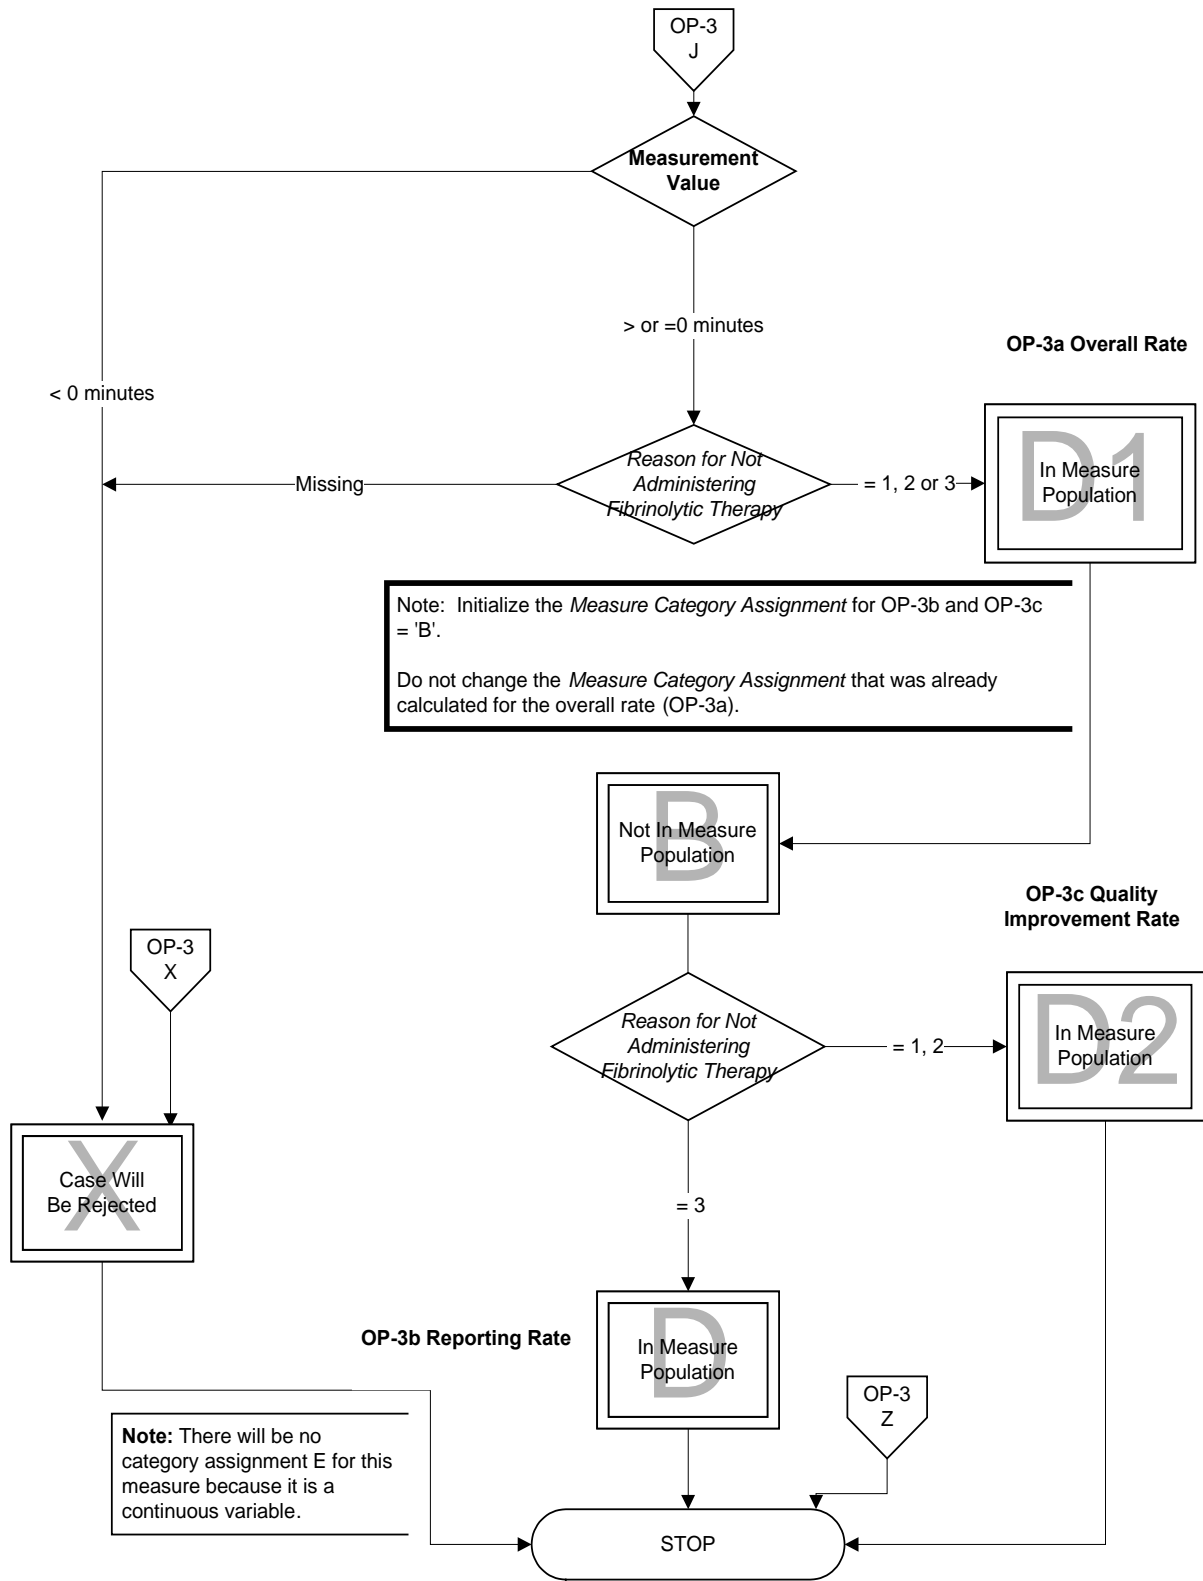 OP-3
J
Measurement
Value
> or =0 minutes
OP-3a Overall Rate
< 0 minutes
D1
In Measure
Population
Reason for Not
Administering
Fibrinolytic Therapy
Missing
= 1, 2 or 3
Note:  Initialize the Measure Category Assignment for OP-3b and OP-3c
= 'B'.
Do not change the Measure Category Assignment that was already
calculated for the overall rate (OP-3a).
B
Not In Measure
Population
OP-3c Quality
Improvement Rate
OP-3
X
D2
In Measure
Population
Reason for Not
Administering
Fibrinolytic Therapy
= 1, 2
X
Case Will
Be Rejected
= 3
OP-3b Reporting Rate
D
In Measure
Population
OP-3
Z
Note: There will be no
category assignment E for this
measure because it is a
continuous variable.
STOP